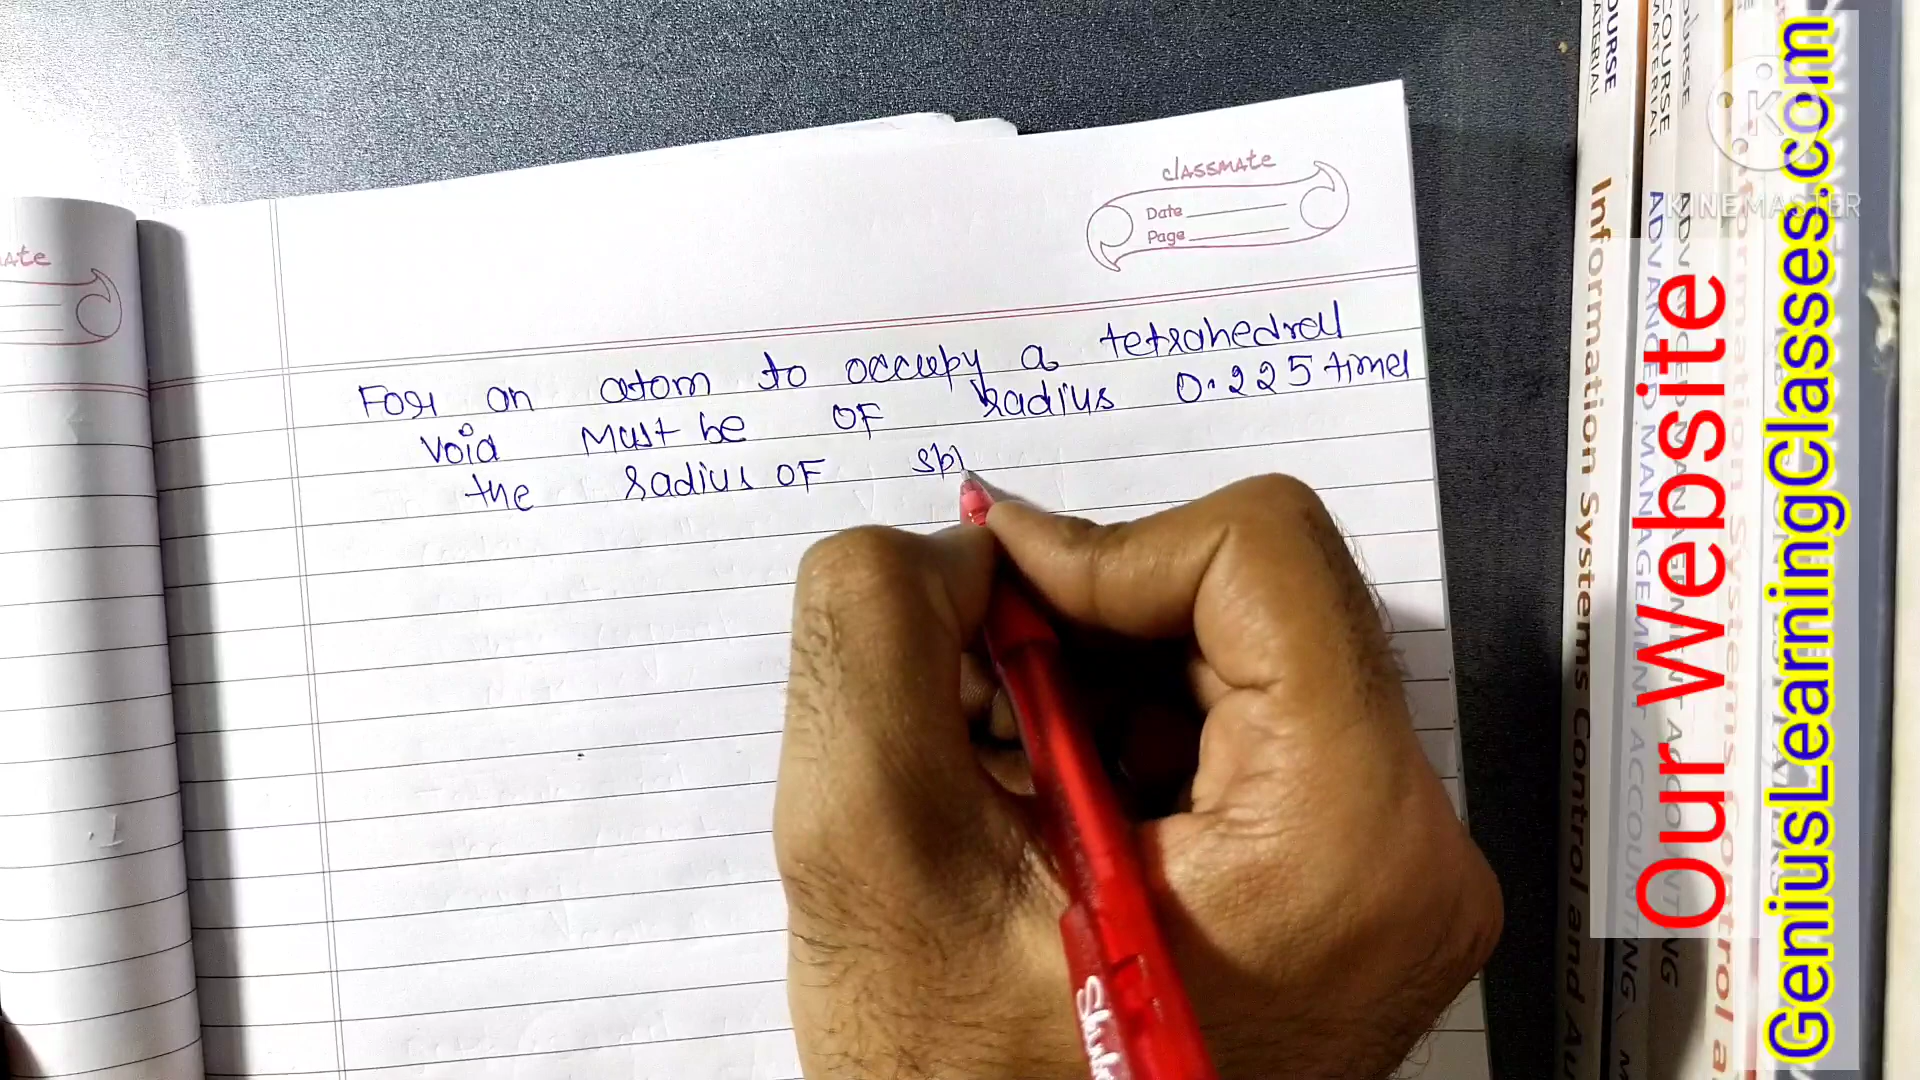 classmate
Date
Page
For an atom to occupy a tetrahedral
void must be of radius 0.225 times
the radius of sp
Our Website
GeniusLearningClasses.com
KINEMASTER
Information Systems Control and
ADVANCED MANAGEMENT ACCOUNTING
COURSE
MATERIAL